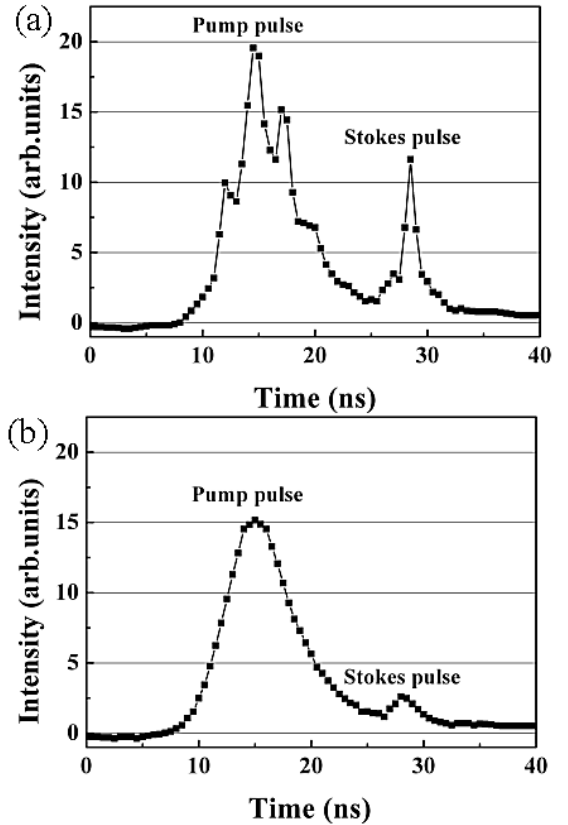 (a)
Pump pulse
Stokes pulse
Intensity (arb.units)
20
15
10
5
0
0 10 20 30 40
Time (ns)
(b)
Pump pulse
Stokes pulse
Intensity (arb.units)
20
15
10
5
0
0 10 20 30 40
Time (ns)